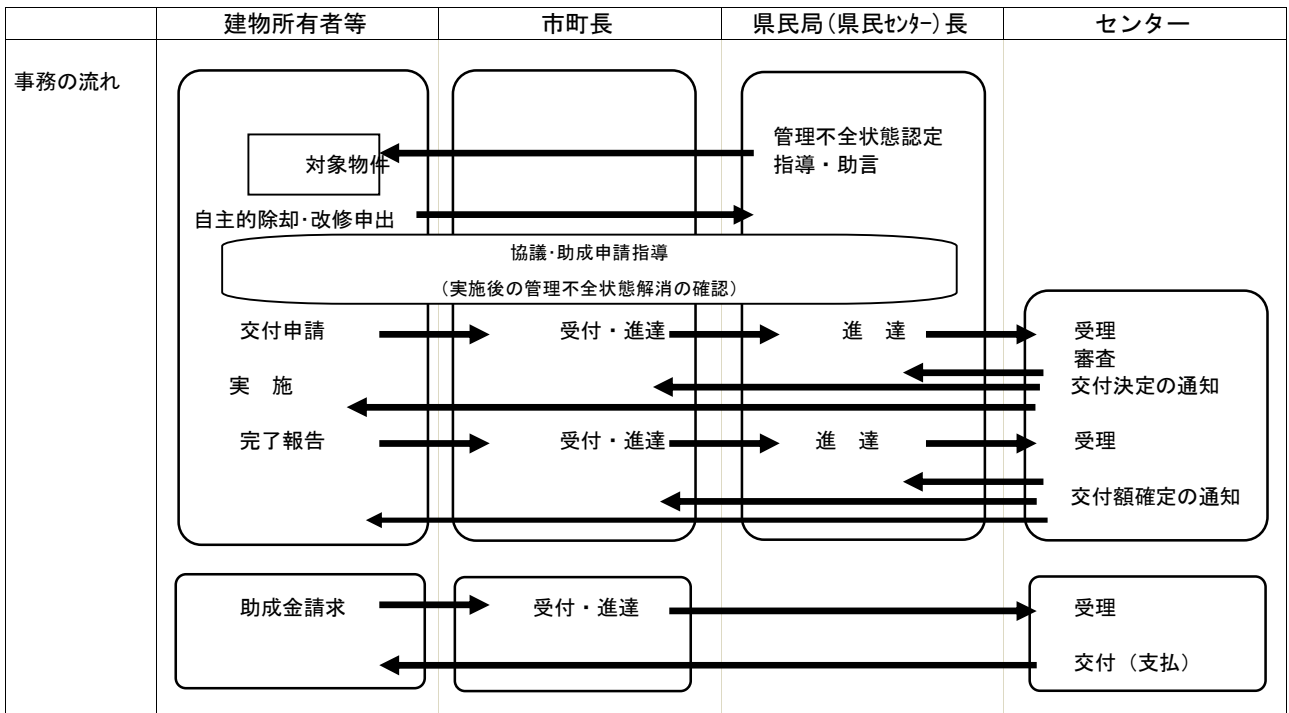 建物所有者等
市町長
県民局(県民ｾﾝﾀｰ)長
センター
事務の流れ
管理不全状態認定
指導・助言
対象物件
自主的除却･改修申出
協議･助成申請指導
(実施後の管理不全状態解消の確認)
交付申請
受付・進達
進　達
受理
審査
実　施
交付決定の通知
完了報告
受付・進達
進　達
受理
交付額確定の通知
助成金請求
受付・進達
受理
交付（支払）